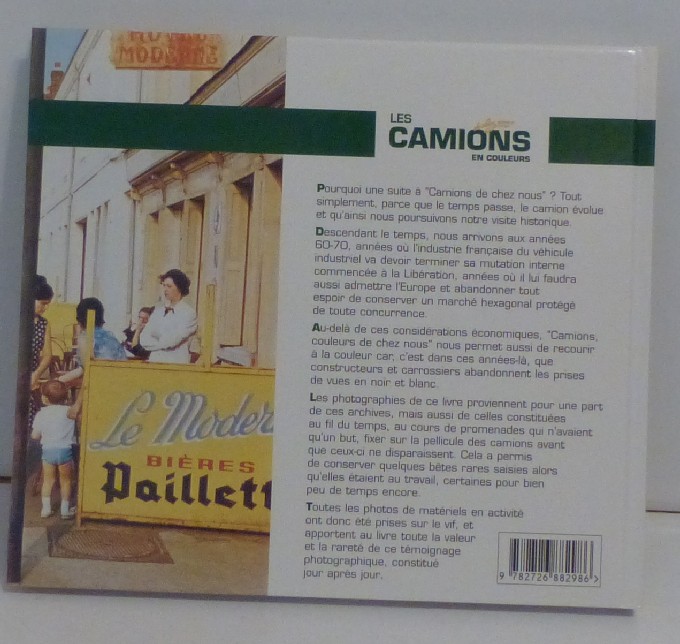 HOTEL
MODERNE
LES
CAMIONS
EN COULEURS
Pourquoi une suite à "Camions de chez nous" ? Tout
simplement, parce que le temps passe, le camion évolue
et qu'ainsi nous poursuivons notre visite historique.
Descendant le temps, nous arrivons aux années
60-70, années où l'industrie française du véhicule
industriel va devoir terminer sa mutation interne
commencée à la Libération, années où il lui faudra
aussi admettre l'Europe et abandonner tout
espoir de conserver un marché hexagonal protégé
de toute concurrence.
Au-delà de ces considérations économiques, "Camions,
couleurs de chez nous" nous permet aussi de recourir
à la couleur car, c'est dans ces années-là, que
constructeurs et carrossiers abandonnent les prises
de vues en noir et blanc.
Les photographies de ce livre proviennent pour une part
de ces archives, mais aussi de celles constituées
au fil du temps, au cours de promenades qui n'avaient
qu'un but, fixer sur la pellicule des camions avant
que ceux-ci ne disparaissent. Cela a permis
de conserver quelques bêtes rares saisies alors
qu'elles étaient au travail, certaines pour bien
peu de temps encore.
Toutes les photos de matériels en activité
ont donc été prises sur le vif, et
apportent au livre toute la valeur
et la rareté de ce témoignage
photographique, constitué
jour après jour.
Le Moder
BIÈRES
Paillett
9 782726 882986 >